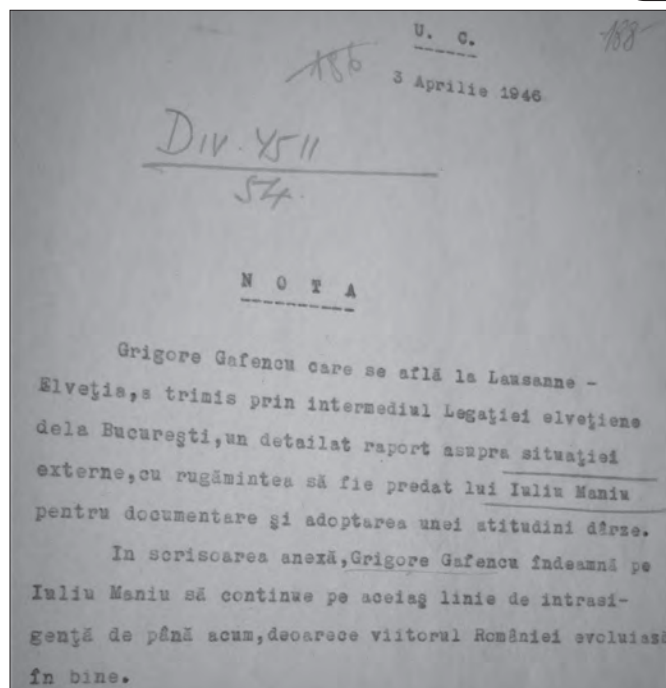 U. C.
188
186
3 Aprilie 1946
Div. 4511
54.
N O T A
Grigore Gafencu care se află la Lausanne -
Elveţia,a trimis prin intermediul Legaţiei elveţiene
dela Bucureşti,un detailat raport asupra situaţiei
externe,cu rugămintea să fie predat lui Iuliu Maniu
pentru documentare şi adoptarea unei atitudini dârze.
In scrisoarea anexă,Grigore Gafencu îndeamnă pe
Iuliu Maniu să continue pe aceiaş linie de intrasi-
genţă de până acum,deoarece viitorul României evoluiasă
în bine.